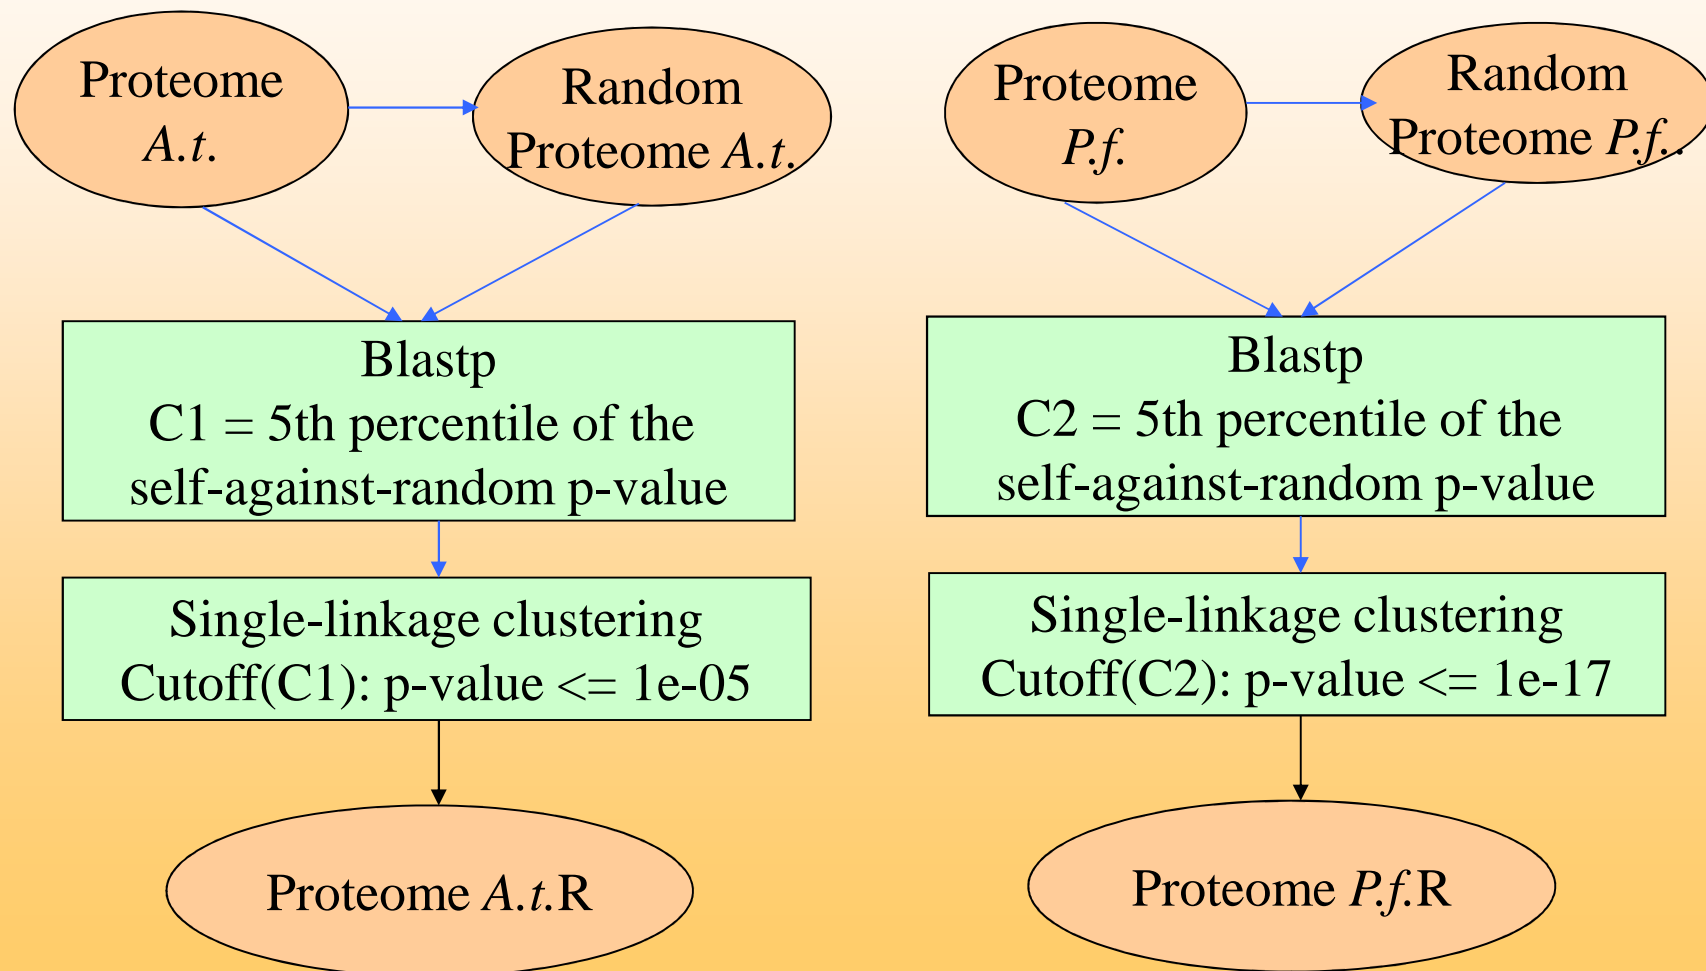 Proteome
A.t.
Random
Proteome A.t.
Blastp
C1 = 5th percentile of the
self-against-random p-value
Single-linkage clustering
Cutoff(C1): p-value <= 1e-05
Proteome A.t.R
Proteome
P.f.
Random
Proteome P.f..
Blastp
C2 = 5th percentile of the
self-against-random p-value
Single-linkage clustering
Cutoff(C2): p-value <= 1e-17
Proteome P.f.R